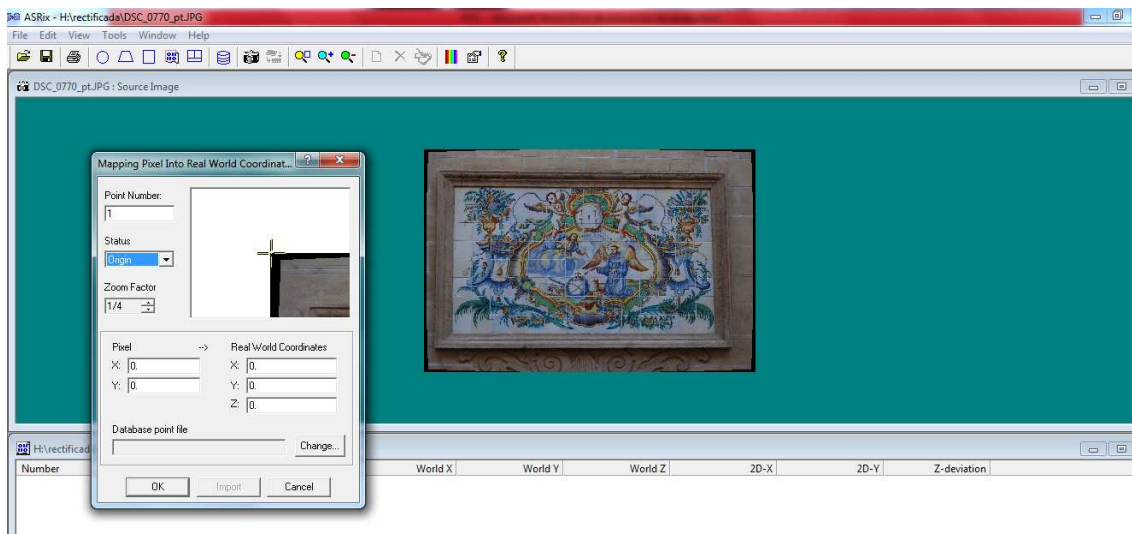 ASRix - H:\rectificada\DSC_0770_pt.JPG
File Edit View Tools Window Help
DSC_0770_pt.JPG : Source Image
Mapping Pixel Into Real World Coordinat...
Point Number:
1
Status
Origin
Zoom Factor
1/4
Pixel --> Real World Coordinates
X: 0. X: 0.
Y: 0. Y: 0.
Z: 0.
Database point file
Change...
OK Import Cancel
H:\rectificad
Number World X World Y World Z 2D-X 2D-Y Z-deviation